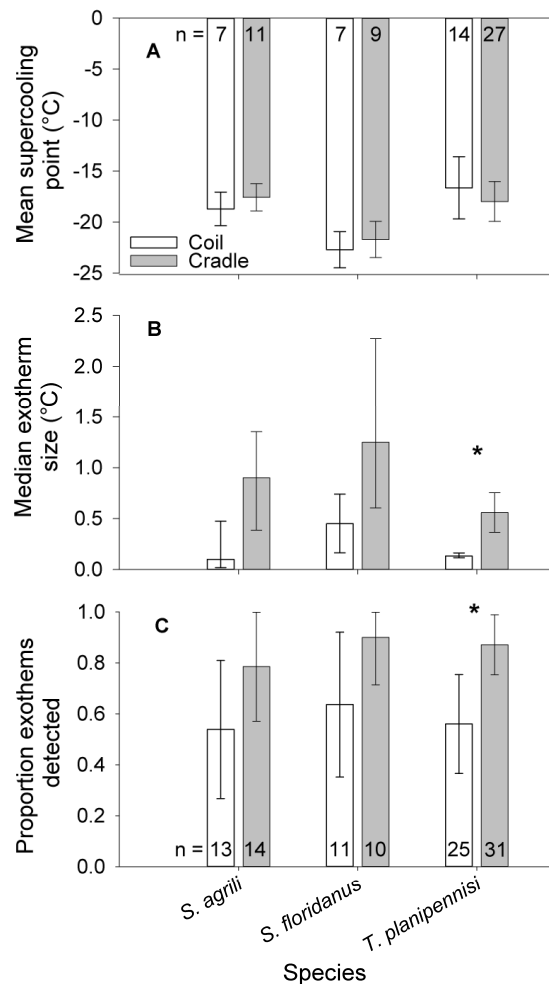 0
n = 7 11 7 9 14 27
A
-5
-10
-15
-20
-25
Mean supercooling
point (°C)
Coil
Cradle
B
2.5
2.0
1.5
1.0
0.5
0.0
Median exotherm
size (°C)
*
C
1.0
0.8
0.6
0.4
0.2
0.0
Proportion exothems
detected
*
n = 13 14 11 10 25 31
S. agrili
S. floridanus
T. planipennisi
Species